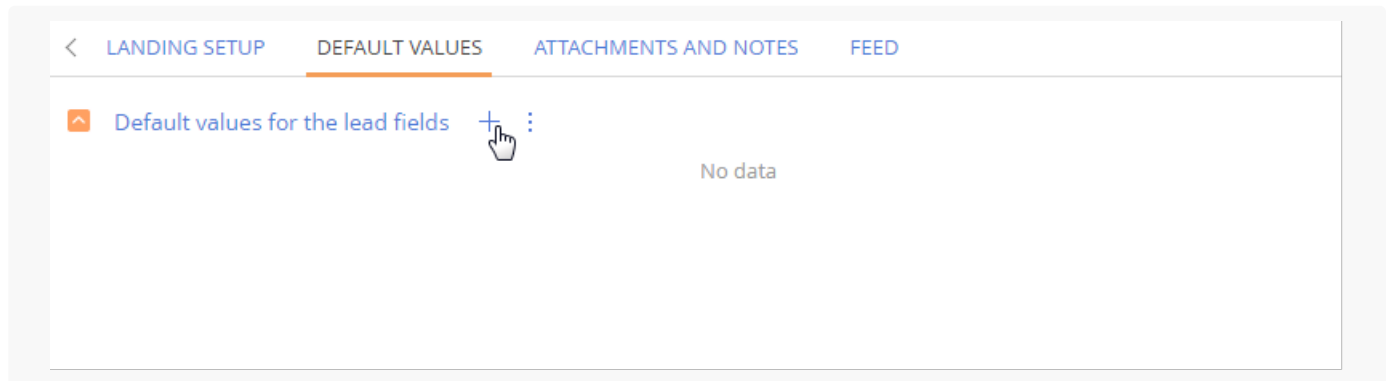 LANDING SETUP DEFAULT VALUES ATTACHMENTS AND NOTES FEED
Default values for the lead fields
No data